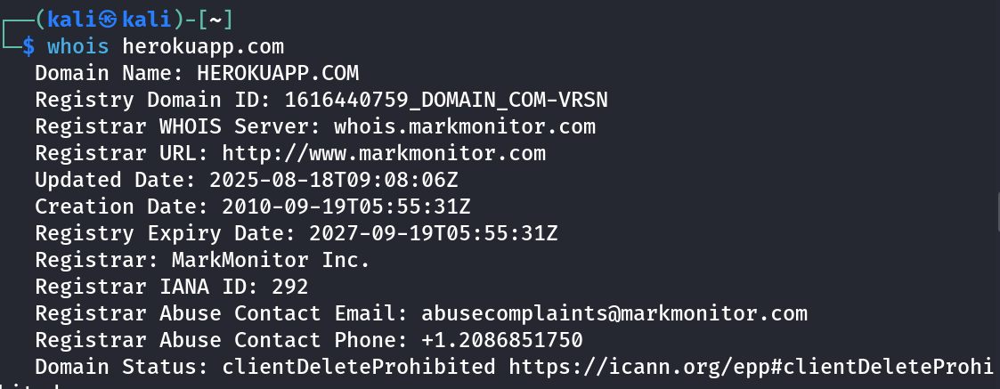 (kali㉿kali)-[~]
$ whois herokuapp.com
Domain Name: HEROKUAPP.COM
Registry Domain ID: 1616440759_DOMAIN_COM-VRSN
Registrar WHOIS Server: whois.markmonitor.com
Registrar URL: http://www.markmonitor.com
Updated Date: 2025-08-18T09:08:06Z
Creation Date: 2010-09-19T05:55:31Z
Registry Expiry Date: 2027-09-19T05:55:31Z
Registrar: MarkMonitor Inc.
Registrar IANA ID: 292
Registrar Abuse Contact Email: abusecomplaints@markmonitor.com
Registrar Abuse Contact Phone: +1.2086851750
Domain Status: clientDeleteProhibited https://icann.org/epp#clientDeleteProhi